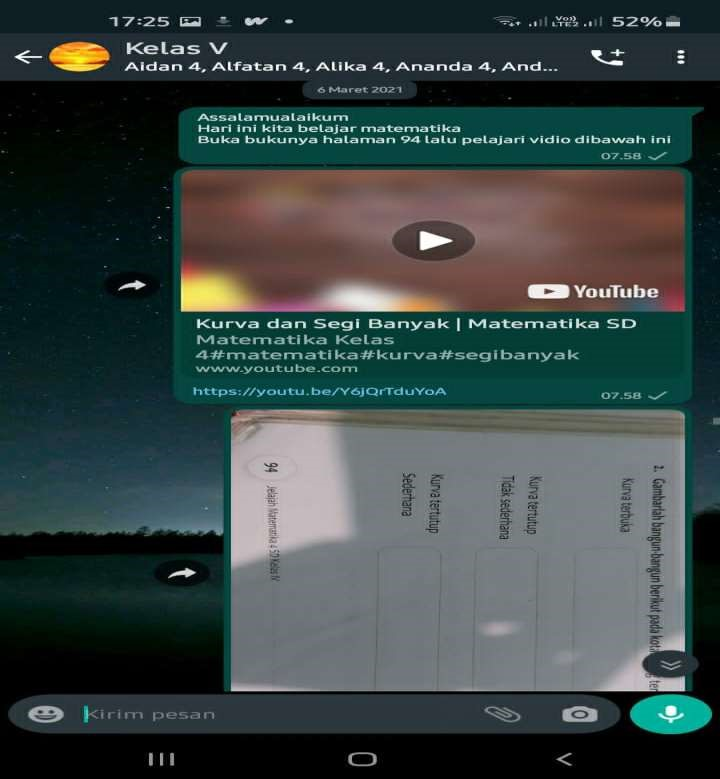 17:25
LTE2
52%
Kelas V
Aidan 4, Alfatan 4, Alika 4, Ananda 4, And...
6 Maret 2021
Assalamualaikum
Hari ini kita belajar matematika
Buka bukunya halaman 94 lalu pelajari vidio dibawah ini
07.58
YouTube
Kurva dan Segi Banyak | Matematika SD
Matematika Kelas
4#matematika#kurva#segibanyak
www.youtube.com
https://youtu.be/Y6jQrTduYoA
07.58
2. Gambarlah bangun-bangun berikut pada
Kurva terbuka
Kurva tertutup
Tidak sederhana
Kurva tertutup
Sederhana
94 Jelajah Matematika 4 SD Kelas IV
Kirim pesan